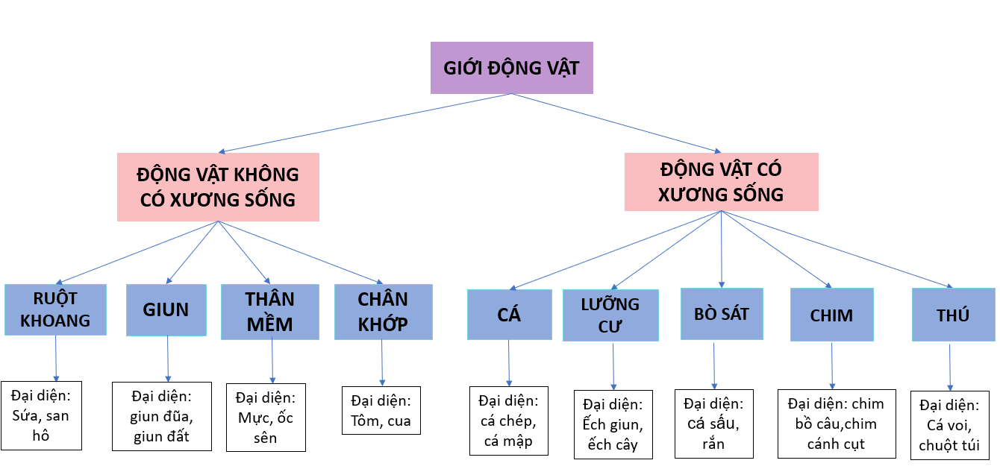 GIỚI ĐỘNG VẬT
ĐỘNG VẬT KHÔNG
CÓ XƯƠNG SỐNG
ĐỘNG VẬT CÓ
XƯƠNG SỐNG
RUỘT
KHOANG
GIUN
THÂN
MỀM
CHÂN
KHỚP
CÁ
LƯỠNG
CƯ
BÒ SÁT
CHIM
THÚ
Đại diện:
Sứa, san
hô
Đại diện:
giun đũa,
giun đất
Đại diện:
Mực, ốc
sên
Đại diện:
Tôm, cua
Đại diện:
cá chép,
cá mập
Đại diện:
Ếch giun,
ếch cây
Đại diện:
cá sấu,
rắn
Đại diện: chim
bồ câu,chim
cánh cụt
Đại diện:
Cá voi,
chuột túi